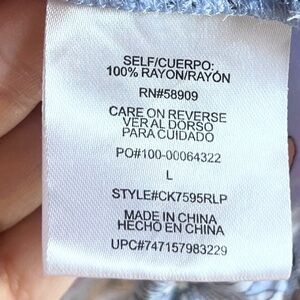 SELF/CUERPO:
100% RAYON/RAYÓN
RN#58909
CARE ON REVERSE
VER AL DORSO
PARA CUIDADO
PO#100-00064322
L
STYLE#CK7595RLP
MADE IN CHINA
HECHO EN CHINA
UPC#747157983229